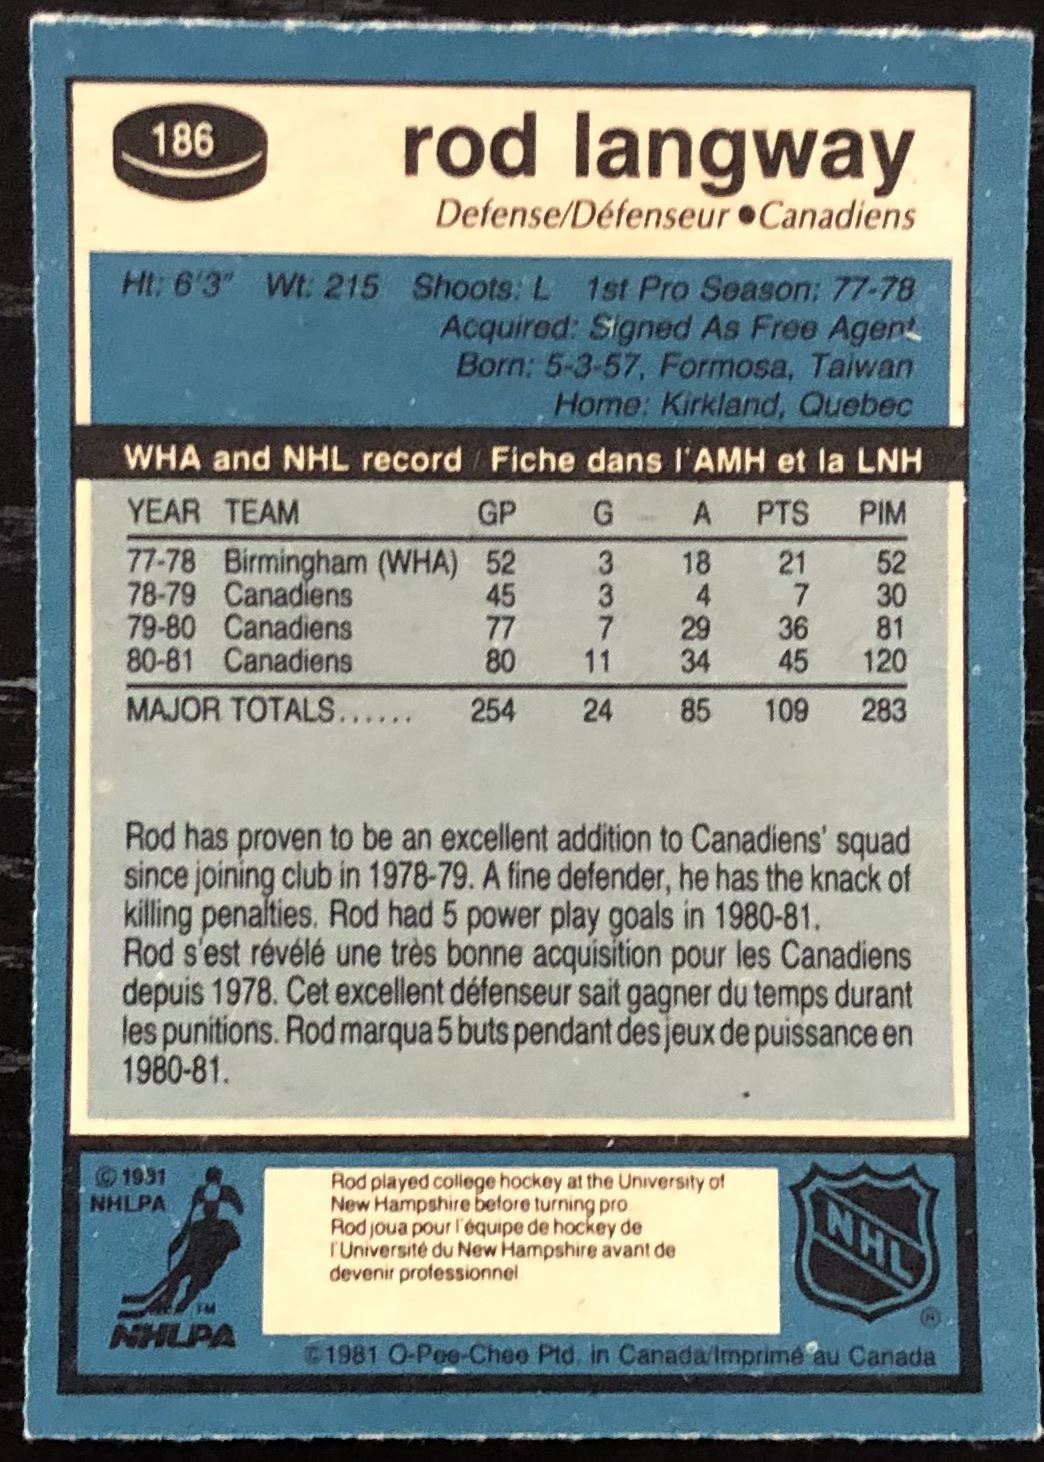 186
rod langway
Defense/Défenseur ● Canadiens
Ht: 6'3" Wt: 215 Shoots: L 1st Pro Season: 77-78
Acquired: Signed As Free Agent
Born: 5-3-57, Formosa, Taiwan
Home: Kirkland, Quebec
WHA and NHL record / Fiche dans l'AMH et la LNH
YEAR TEAM GP G A PTS PIM
77-78 Birmingham (WHA) 52 3 18 21 52
78-79 Canadiens 45 3 4 7 30
79-80 Canadiens 77 7 29 36 81
80-81 Canadiens 80 11 34 45 120
MAJOR TOTALS...... 254 24 85 109 283
Rod has proven to be an excellent addition to Canadiens' squad
since joining club in 1978-79. A fine defender, he has the knack of
killing penalties. Rod had 5 power play goals in 1980-81.
Rod s'est révélé une très bonne acquisition pour les Canadiens
depuis 1978. Cet excellent défenseur sait gagner du temps durant
les punitions. Rod marqua 5 buts pendant des jeux de puissance en
1980-81.
© 1981
NHLPA
Rod played college hockey at the University of
New Hampshire before turning pro
Rod joua pour l'équipe de hockey de
l'Université du New Hampshire avant de
devenir professionnel
NHL
TM
NHLPA
©1981 O-Pee-Chee Ptd. in Canada/Imprimé au Canada